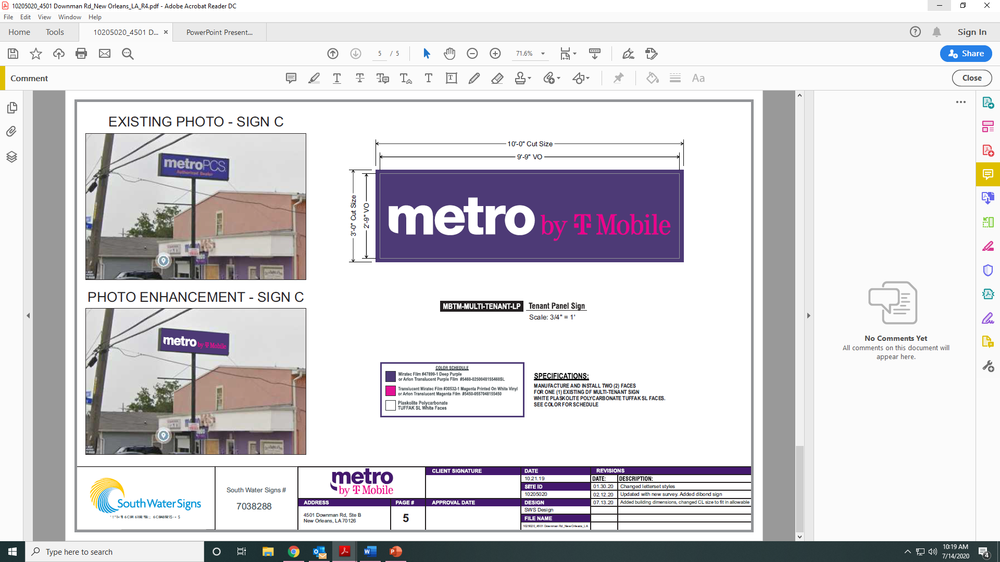 10205020_4501 Downman Rd_New Orleans_LA_R4.pdf - Adobe Acrobat Reader DC
File Edit View Window Help
Home Tools 10205020_4501 D... × PowerPoint Present... Sign In
5 / 5 71.6% Share
Comment Aa Close
EXISTING PHOTO - SIGN C
metroPCS
Authorized Dealer
PHOTO ENHANCEMENT - SIGN C
metro by T Mobile
10'-0" Cut Size
9'-9" VO
3'-0" Cut Size
2'-9" VO
metro by T Mobile
MBTM-MULTI-TENANT-LP Tenant Panel Sign
Scale: 3/4" = 1'
COLOR SCHEDULE
Miratec Film #47899-1 Deep Purple
or Arlon Translucent Purple Film #5460-0250048155460SL
Translucent Miratec Film #30532-1 Magenta Printed On White Vinyl
or Arlon Translucent Magenta Film #5450-0557048155450
Plaskolite Polycarbonate
TUFFAK SL White Faces
SPECIFICATIONS:
MANUFACTURE AND INSTALL TWO (2) FACES
FOR ONE (1) EXISTING DF MULTI-TENANT SIGN
WHITE PLASKOLITE POLYCARBONATE TUFFAK SL FACES.
SEE COLOR FOR SCHEDULE
No Comments Yet
All comments on this document will
appear here.
South Water Signs
South Water Signs #
7038288
metro
by T Mobile
ADDRESS
4501 Downman Rd, Ste B
New Orleans, LA 70126
PAGE #
5
CLIENT SIGNATURE
APPROVAL DATE
DATE
10.21.19
SITE ID
10205020
DESIGN
SWS Design
FILE NAME
1025020_4501 Downman Rd_New Orleans_LA
REVISIONS
DATE: DESCRIPTION:
01.30.20 Changed letterset styles
02.12.20 Updated with new survey. Added dibond sign
07.13.20 Added building dimensions, changed CL size to fit in allowable
Type here to search
10:19 AM
7/14/2020
4